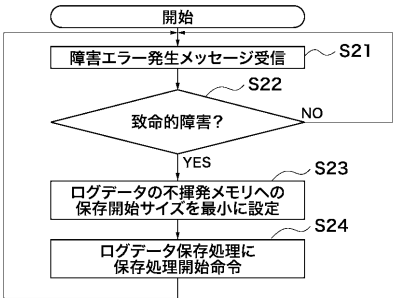 開始
障害エラー発生メッセージ受信
S21
S22
致命的障害?
NO
YES
S23
ログデータの不揮発メモリへの
保存開始サイズを最小に設定
S24
ログデータ保存処理に
保存処理開始命令